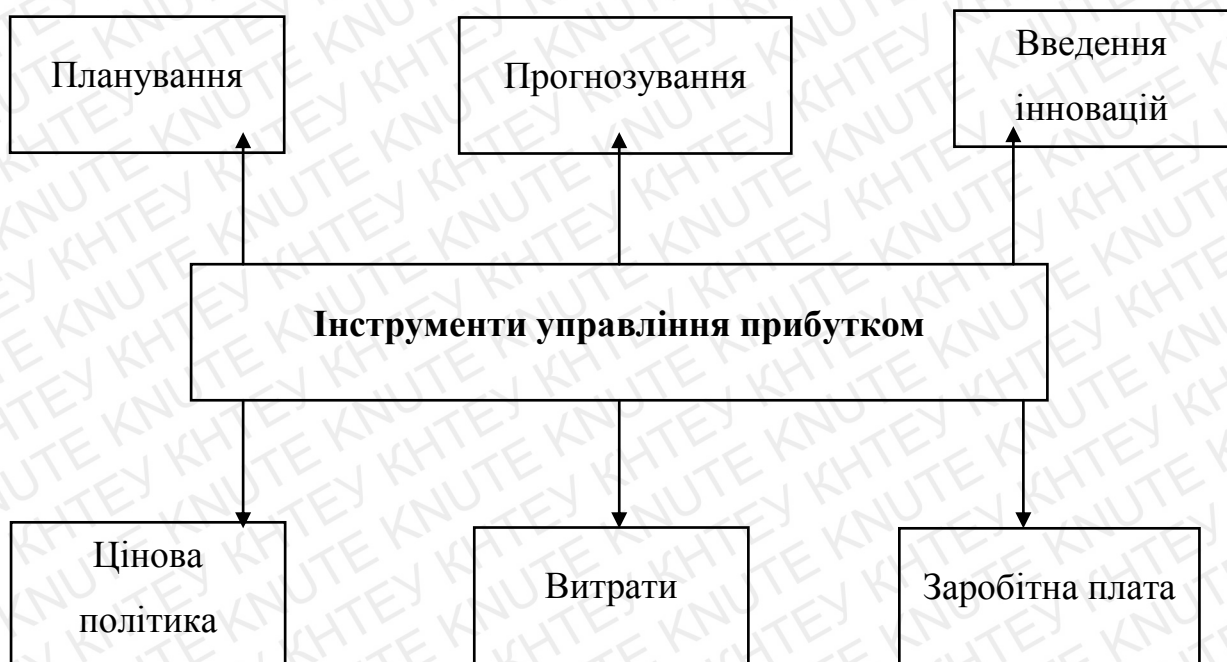 Планування
Прогнозування
Введення
інновацій
Інструменти управління прибутком
Цінова
політика
Витрати
Заробітна плата